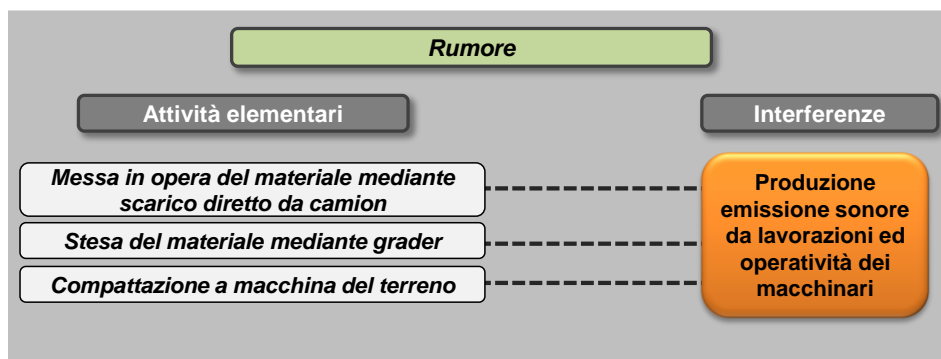 Rumore
Attività elementari
Interferenze
Messa in opera del materiale mediante
scarico diretto da camion
Stesa del materiale mediante grader
Compattazione a macchina del terreno
Produzione
emissione sonore
da lavorazioni ed
operatività dei
macchinari